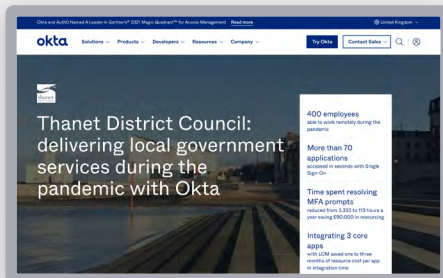 Okta and Auth0 Named A Leader in Gartner's® 2021 Magic Quadrant™ for Access Management Read more
United Kingdom
okta
Solutions Products Developers Resources Company
Try Okta
Contact Sales
thanet
Thanet District Council:
delivering local government
services during the
pandemic with Okta
400 employees
able to work remotely during the
pandemic
More than 70
applications
accessed in seconds with Single
Sign-On
Time spent resolving
MFA prompts
reduced from 3,333 to 113 hours a
year saving £90,000 in resourcing
Integrating 3 core
apps
with LCM saved one to three
months of resource cost per app
in integration time